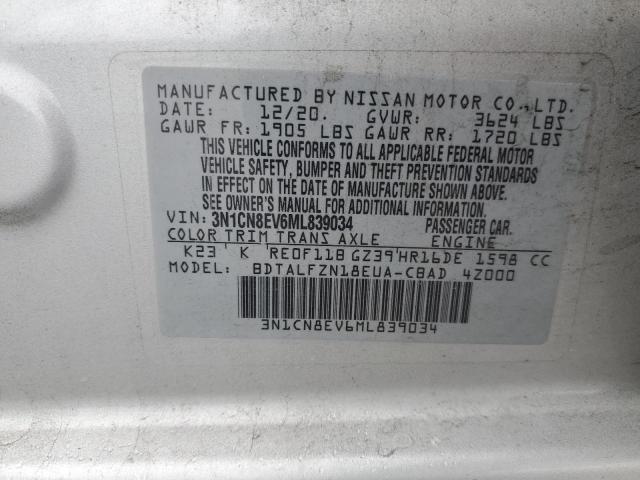 MANUFACTURED BY NISSAN MOTOR CO., LTD.
DATE: 12/20. GVWR: 3624 LBS
GAWR FR: 1905 LBS GAWR RR: 1720 LBS
THIS VEHICLE CONFORMS TO ALL APPLICABLE FEDERAL MOTOR
VEHICLE SAFETY, BUMPER AND THEFT PREVENTION STANDARDS
IN EFFECT ON THE DATE OF MANUFACTURE SHOWN ABOVE.
SEE OWNER'S MANUAL FOR ADDITIONAL INFORMATION.
VIN: 3N1CN8EV6ML839034 PASSENGER CAR.
COLOR TRIM TRANS AXLE ENGINE
K23 K RE0F11B GZ39 HR16DE 1598 CC
MODEL: BDTALFZN18EUA-CBAD 4Z000
3N1CN8EV6ML839034